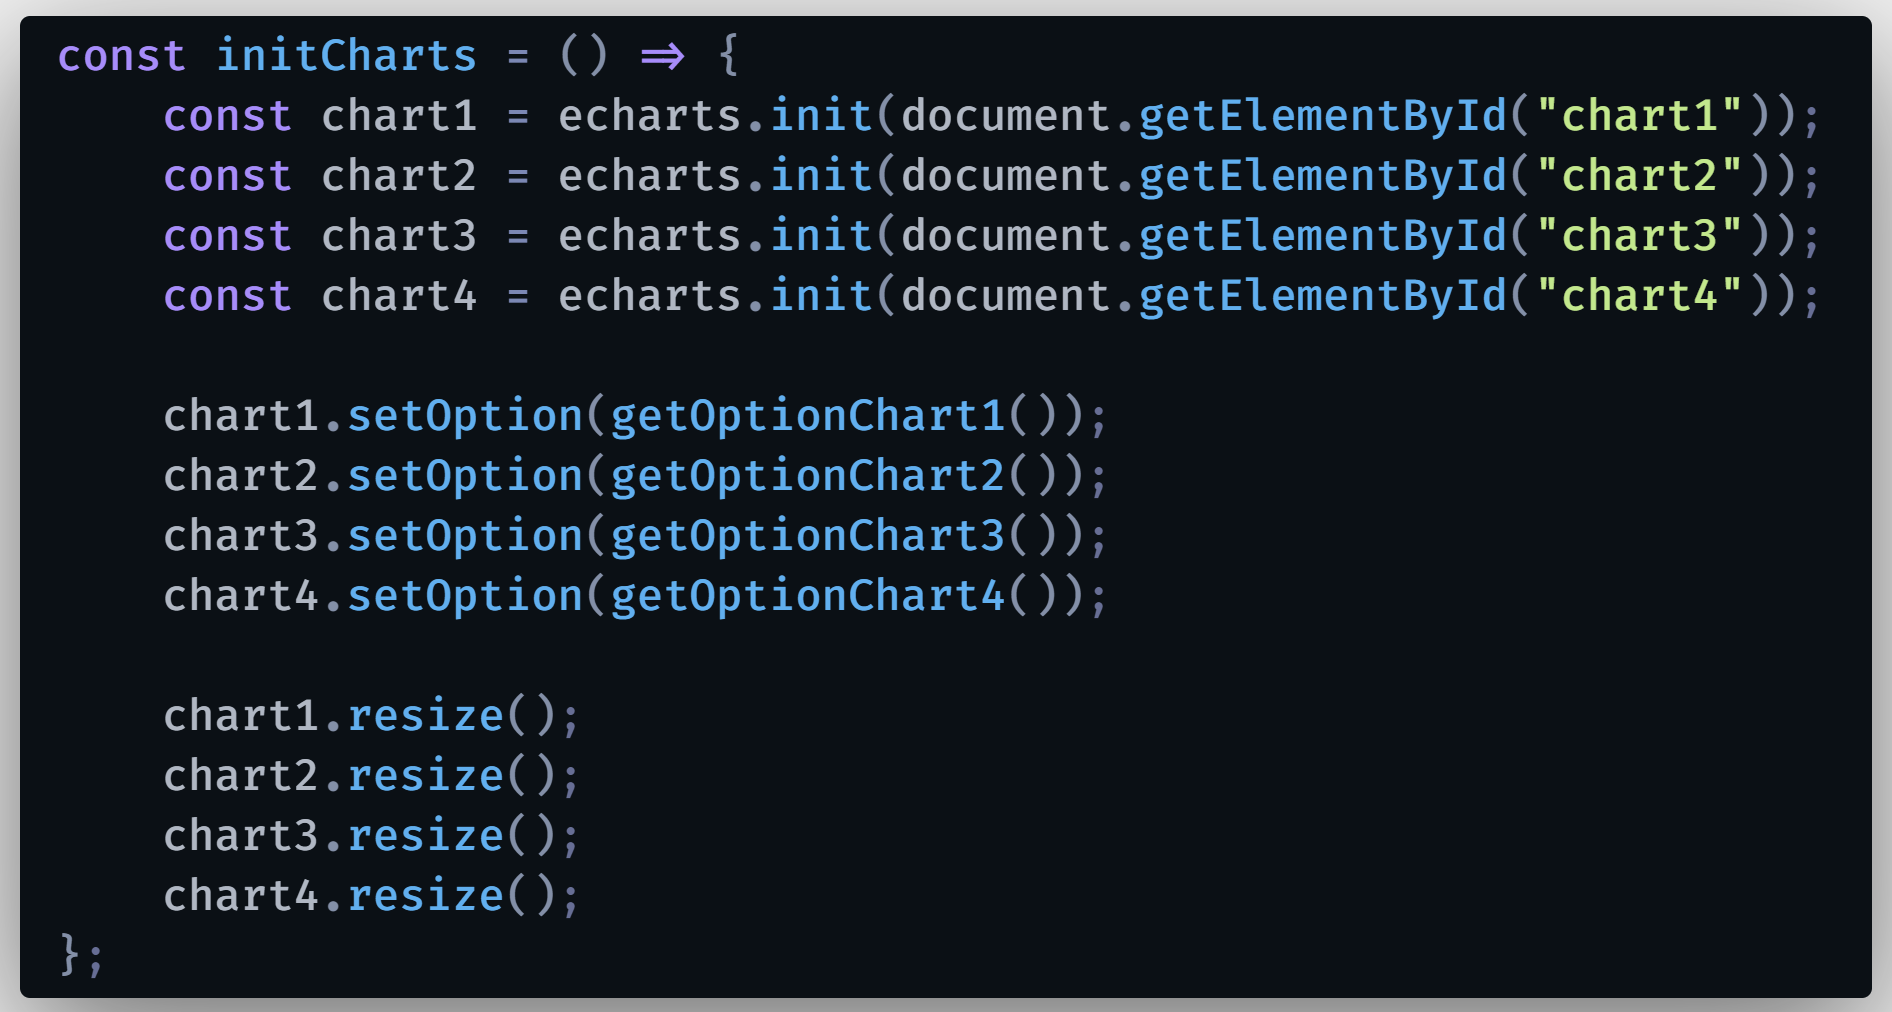 const initCharts = () => {
    const chart1 = echarts.init(document.getElementById("chart1"));
    const chart2 = echarts.init(document.getElementById("chart2"));
    const chart3 = echarts.init(document.getElementById("chart3"));
    const chart4 = echarts.init(document.getElementById("chart4"));

    chart1.setOption(getOptionChart1());
    chart2.setOption(getOptionChart2());
    chart3.setOption(getOptionChart3());
    chart4.setOption(getOptionChart4());

    chart1.resize();
    chart2.resize();
    chart3.resize();
    chart4.resize();
};